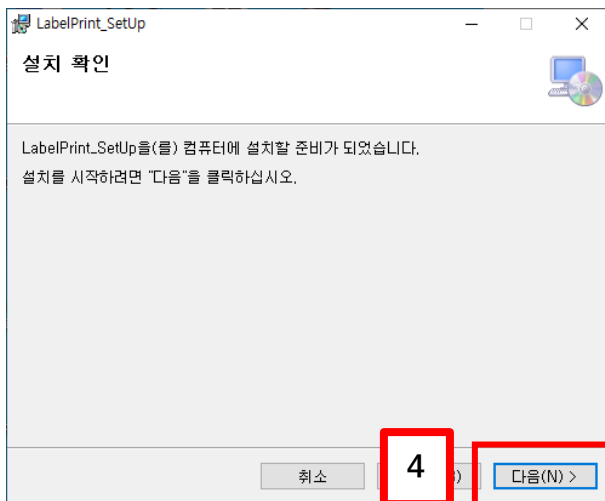 LabelPrint_SetUp
설치 확인
LabelPrint_SetUp을(를) 컴퓨터에 설치할 준비가 되었습니다.
설치를 시작하려면 "다음"을 클릭하십시오.
취소
4
)
다음(N) >